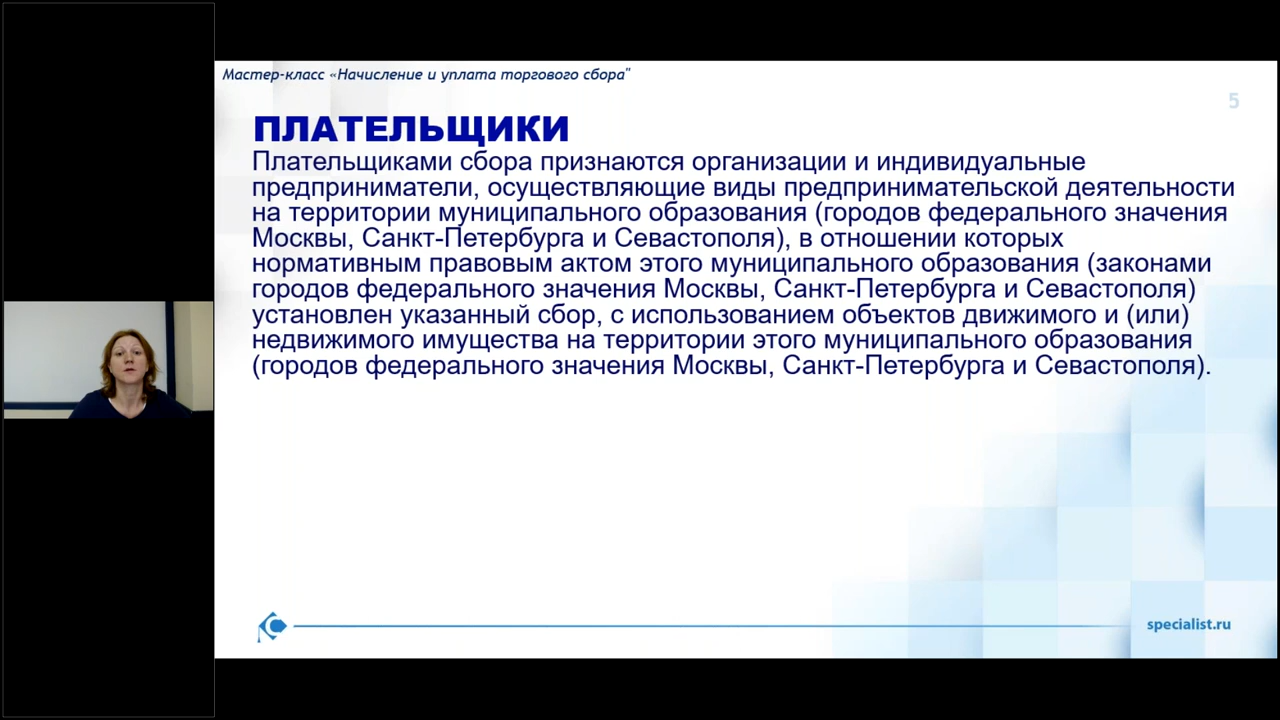 Мастер-класс «Начисление и уплата торгового сбора"
5
ПЛАТЕЛЬЩИКИ
Плательщиками сбора признаются организации и индивидуальные
предприниматели, осуществляющие виды предпринимательской деятельности
на территории муниципального образования (городов федерального значения
Москвы, Санкт-Петербурга и Севастополя), в отношении которых
нормативным правовым актом этого муниципального образования (законами
городов федерального значения Москвы, Санкт-Петербурга и Севастополя)
установлен указанный сбор, с использованием объектов движимого и (или)
недвижимого имущества на территории этого муниципального образования
(городов федерального значения Москвы, Санкт-Петербурга и Севастополя).
specialist.ru